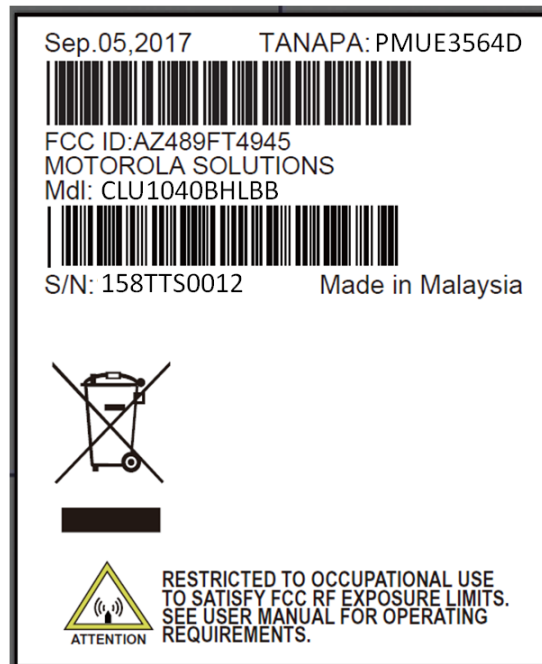 Sep.05,2017 TANAPA: PMUE3564D
FCC ID:AZ489FT4945
MOTOROLA SOLUTIONS
Mdl: CLU1040BHLBB
S/N: 158TTS0012 Made in Malaysia
RESTRICTED TO OCCUPATIONAL USE
TO SATISFY FCC RF EXPOSURE LIMITS.
SEE USER MANUAL FOR OPERATING
REQUIREMENTS.
ATTENTION